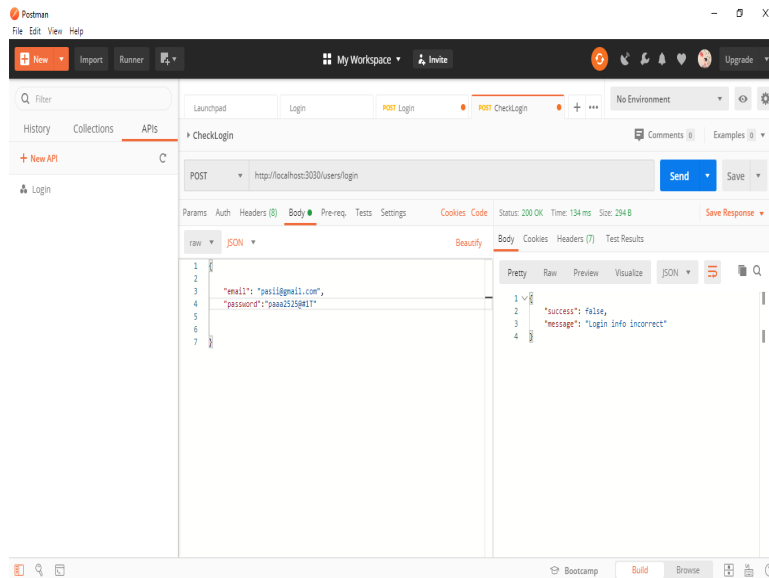 Postman
File Edit View Help
New Import Runner My Workspace Invite Upgrade
Filter
History Collections APIs
+ New API
Login
Launchpad Login POST Login POST CheckLogin + ••• No Environment
CheckLogin Comments 0 Examples 0
POST http://localhost:3030/users/login Send Save
Params Auth Headers (8) Body Pre-req. Tests Settings Cookies Code
raw JSON Beautify
1 {
2
3 "email": "pasii@gmail.com",
4 "password":"paaa2525@#1T"
5
6
7 }
Status: 200 OK Time: 134 ms Size: 294 B Save Response
Body Cookies Headers (7) Test Results
Pretty Raw Preview Visualize JSON
1 {
2 "success": false,
3 "message": "Login info incorrect"
4 }
Bootcamp Build Browse